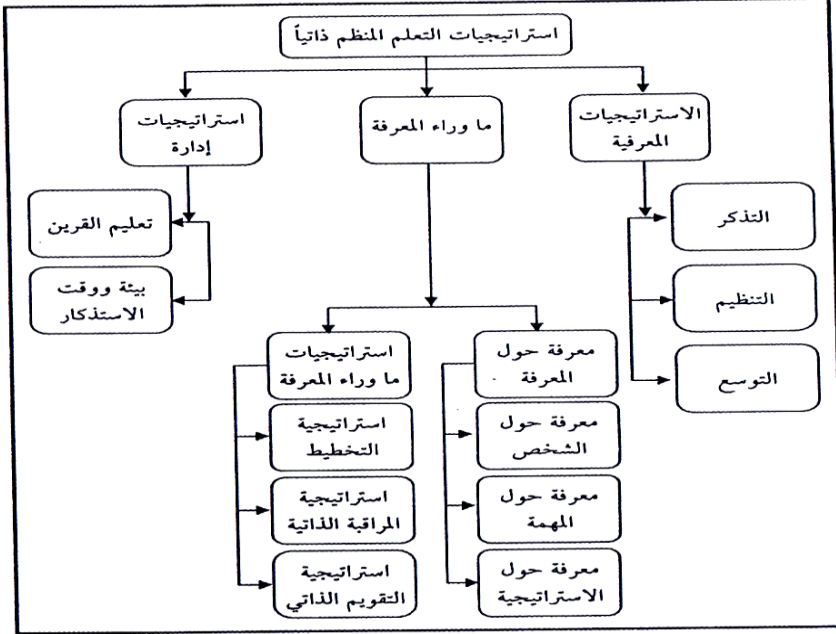 استراتيجيات التعلم المنظم ذاتياً
الاستراتيجيات
المعرفية
ما وراء المعرفة
استراتيجيات
إدارة
التذكر
التنظيم
التوسع
تعليم القرين
بيئة ووقت
الاستذكار
معرفة حول
المعرفة
معرفة حول
الشخص
معرفة حول
المهمة
معرفة حول
الاستراتيجية
استراتيجيات
ما وراء المعرفة
استراتيجية
التخطيط
استراتيجية
المراقبة الذاتية
استراتيجية
التقويم الذاتي